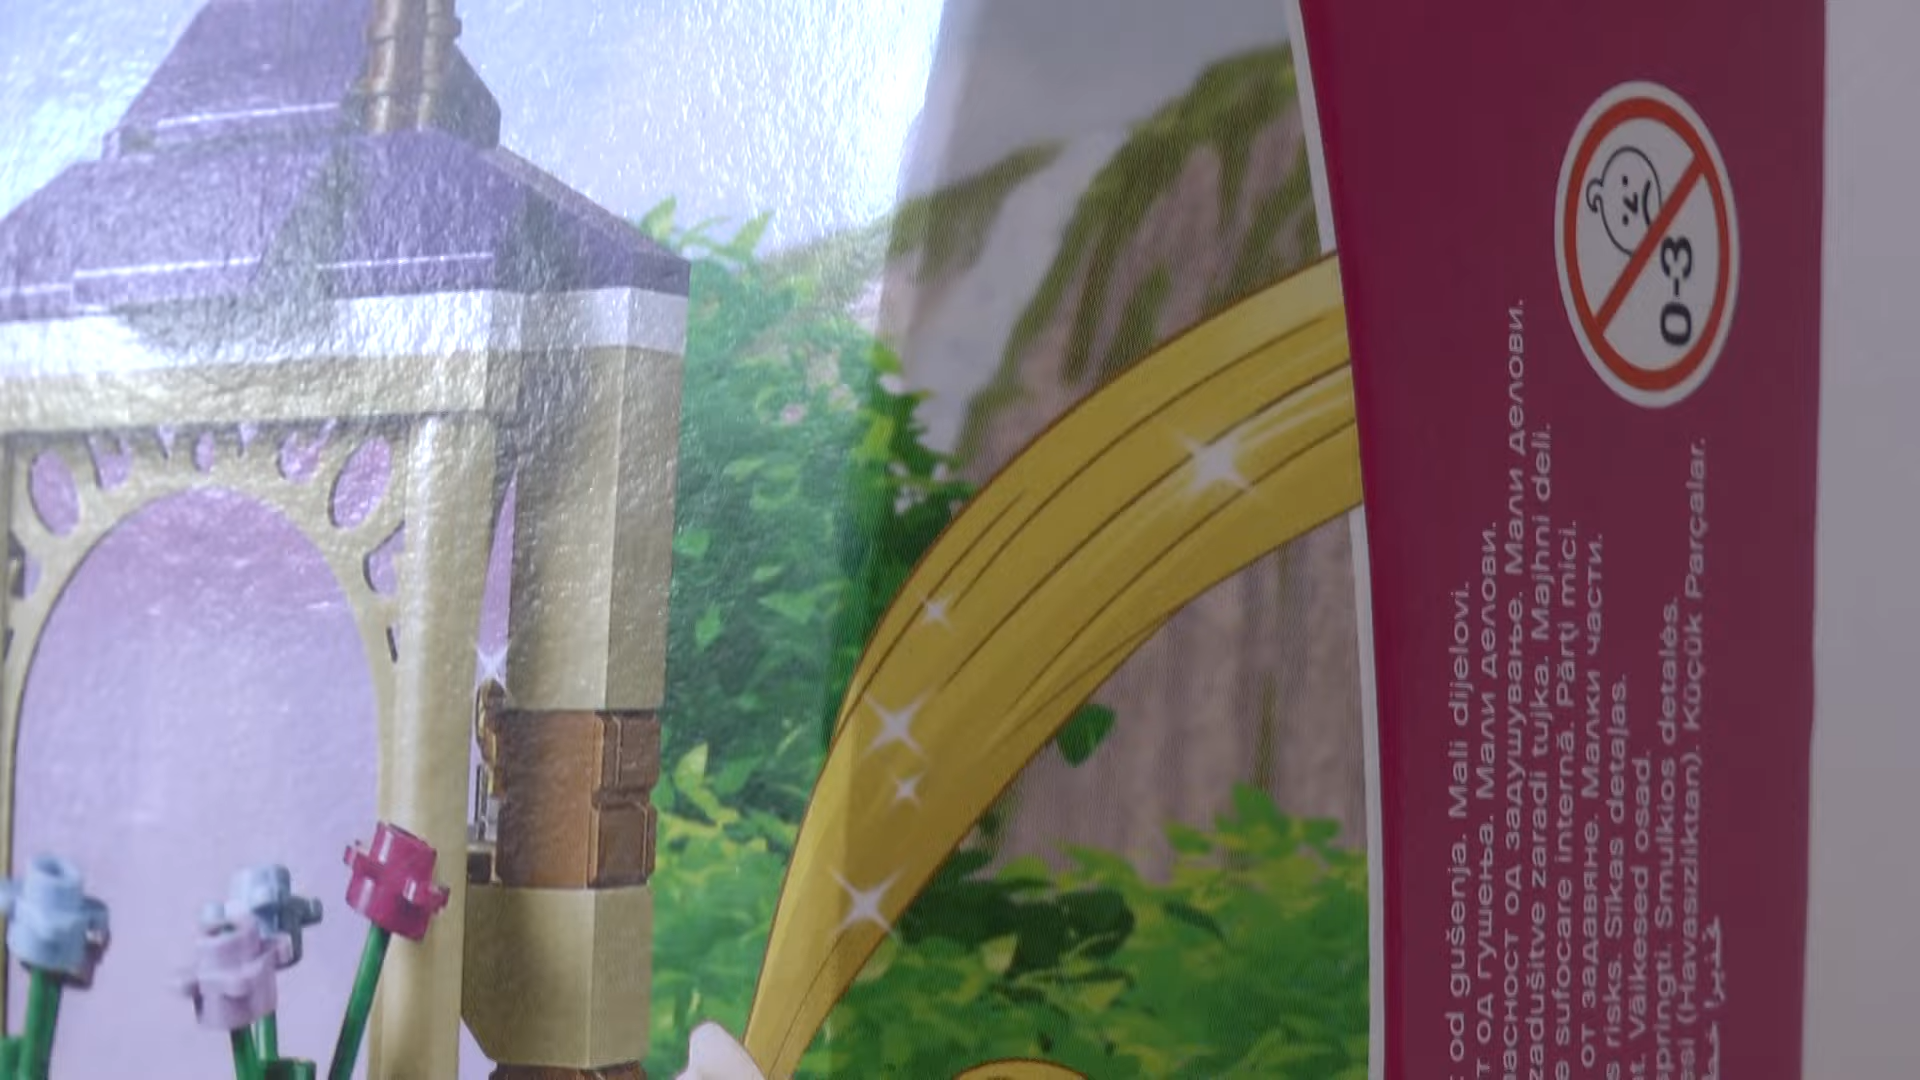 0-3
od gušenja. Mali dijelovi.
од гушења. Мали делови.
од задушување. Мали делови.
zadušitve zaradi tujka. Majhni deli.
sufocare internă. Părţi mici.
от задавяне. Малки части.
risks. Sīkas detaļas.
Väikesed osad.
springti. Smulkios detalės.
(Havasızlıktan). Küçük Parçalar.